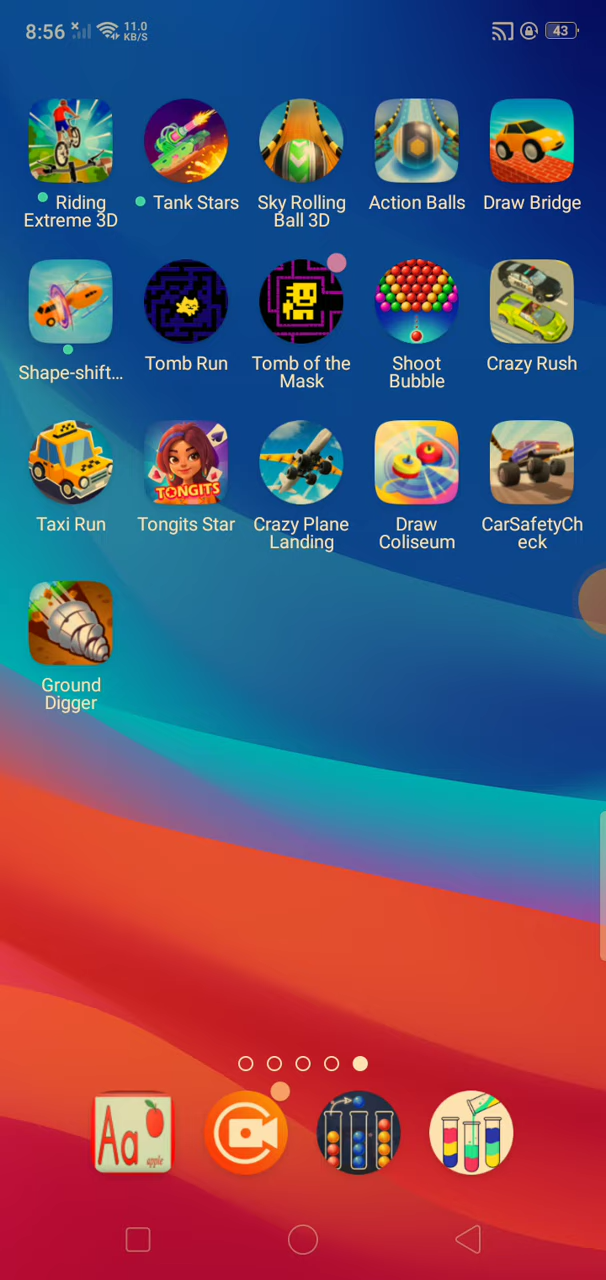 8:56 11.0 KB/S 43
Riding Extreme 3D
Tank Stars
Sky Rolling Ball 3D
Action Balls
Draw Bridge
Shape-shift...
Tomb Run
Tomb of the Mask
Shoot Bubble
Crazy Rush
TONGITS
Taxi Run
Tongits Star
Crazy Plane Landing
Draw Coliseum
CarSafetyCheck
Ground Digger
Aa apple